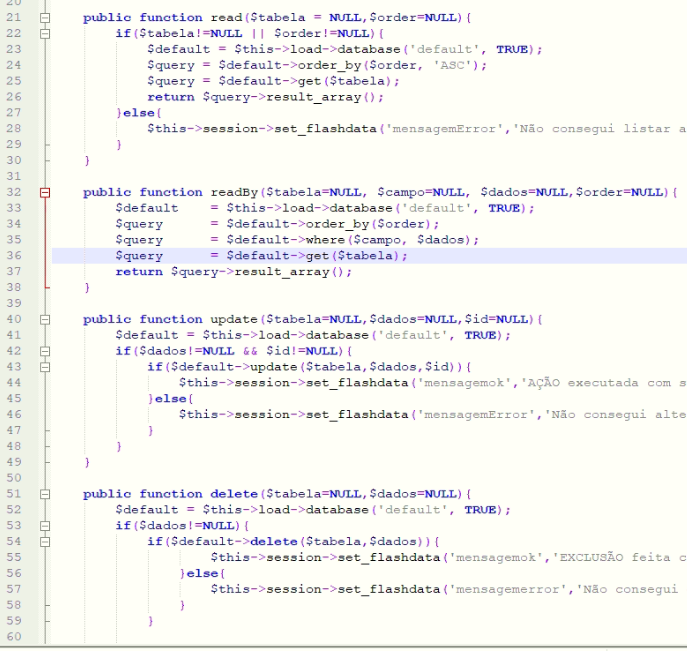 20
21 public function read($tabela = NULL,$order=NULL){
22 if($tabela!=NULL || $order!=NULL){
23 $default = $this->load->database('default', TRUE);
24 $query = $default->order_by($order, 'ASC');
25 $query = $default->get($tabela);
26 return $query->result_array();
27 }else{
28 $this->session->set_flashdata('mensagemError','Não consegui listar a
29 }
30 }
31
32 public function readBy($tabela=NULL, $campo=NULL, $dados=NULL,$order=NULL){
33 $default = $this->load->database('default', TRUE);
34 $query = $default->order_by($order);
35 $query = $default->where($campo, $dados);
36 $query = $default->get($tabela);
37 return $query->result_array();
38 }
39
40 public function update($tabela=NULL,$dados=NULL,$id=NULL){
41 $default = $this->load->database('default', TRUE);
42 if($dados!=NULL && $id!=NULL){
43 if($default->update($tabela,$dados,$id)){
44 $this->session->set_flashdata('mensagemok','AÇÃO executada com s
45 }else{
46 $this->session->set_flashdata('mensagemError','Não consegui alte
47 }
48 }
49 }
50
51 public function delete($tabela=NULL,$dados=NULL){
52 $default = $this->load->database('default', TRUE);
53 if($dados!=NULL){
54 if($default->delete($tabela,$dados)){
55 $this->session->set_flashdata('mensagemok','EXCLUSÃO feita c
56 }else{
57 $this->session->set_flashdata('mensagemerror','Não consegui
58 }
59 }
60